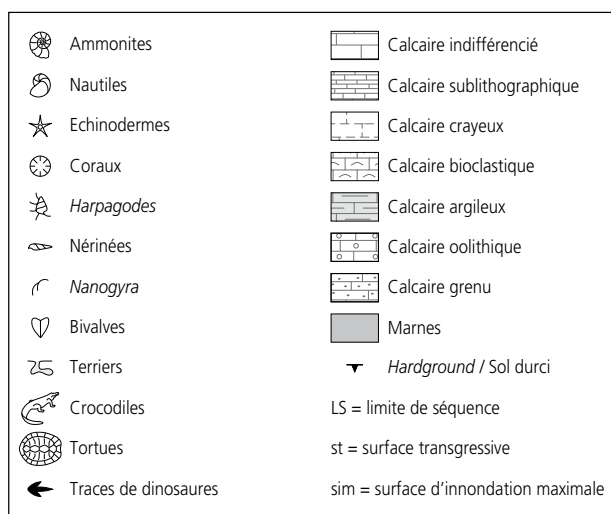 Ammonites
Nautiles
Echinodermes
Coraux
Harpagodes
Nérinées
Nanogyra
Bivalves
Terriers
Crocodiles
Tortues
Traces de dinosaures
Calcaire indifférencié
Calcaire sublithographique
Calcaire crayeux
Calcaire bioclastique
Calcaire argileux
Calcaire oolithique
Calcaire grenu
Marnes
Hardground / Sol durci
LS = limite de séquence
st = surface transgressive
sim = surface d'innondation maximale